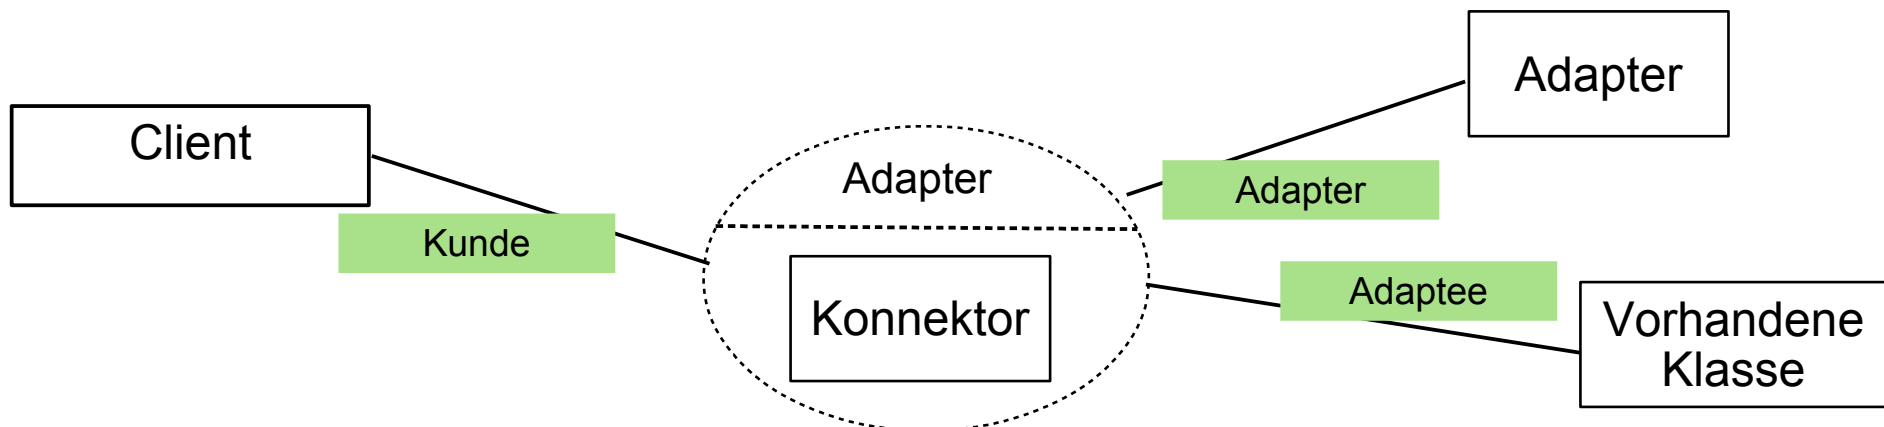 Adapter
Client
Adapter
Adapter
Kunde
Adaptee
Konnektor
Vorhandene
Klasse